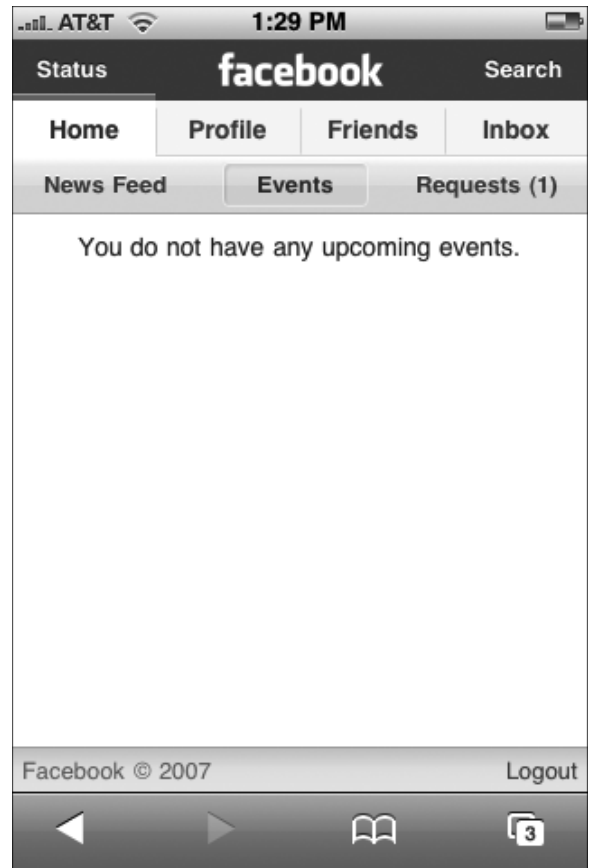 AT&T 1:29 PM
Status facebook Search
Home Profile Friends Inbox
News Feed Events Requests (1)
You do not have any upcoming events.
Facebook © 2007 Logout
3